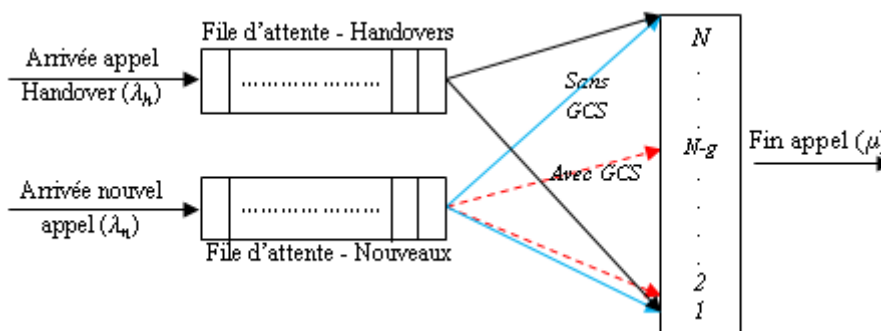 File d'attente - Handovers
Arrivée appel
Handover (λh)
.....................
Sans
GCS
Avec GCS
Arrivée nouvel
appel (λn)
.....................
File d'attente - Nouveaux
N
.
.
.
N-g
.
.
.
.
2
1
Fin appel (μ)